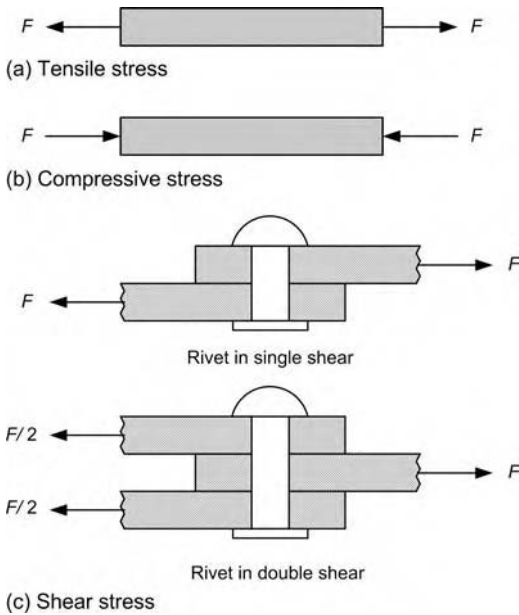 F F
(a) Tensile stress
F F
(b) Compressive stress
F
F
Rivet in single shear
F/2
F
F/2
Rivet in double shear
(c) Shear stress